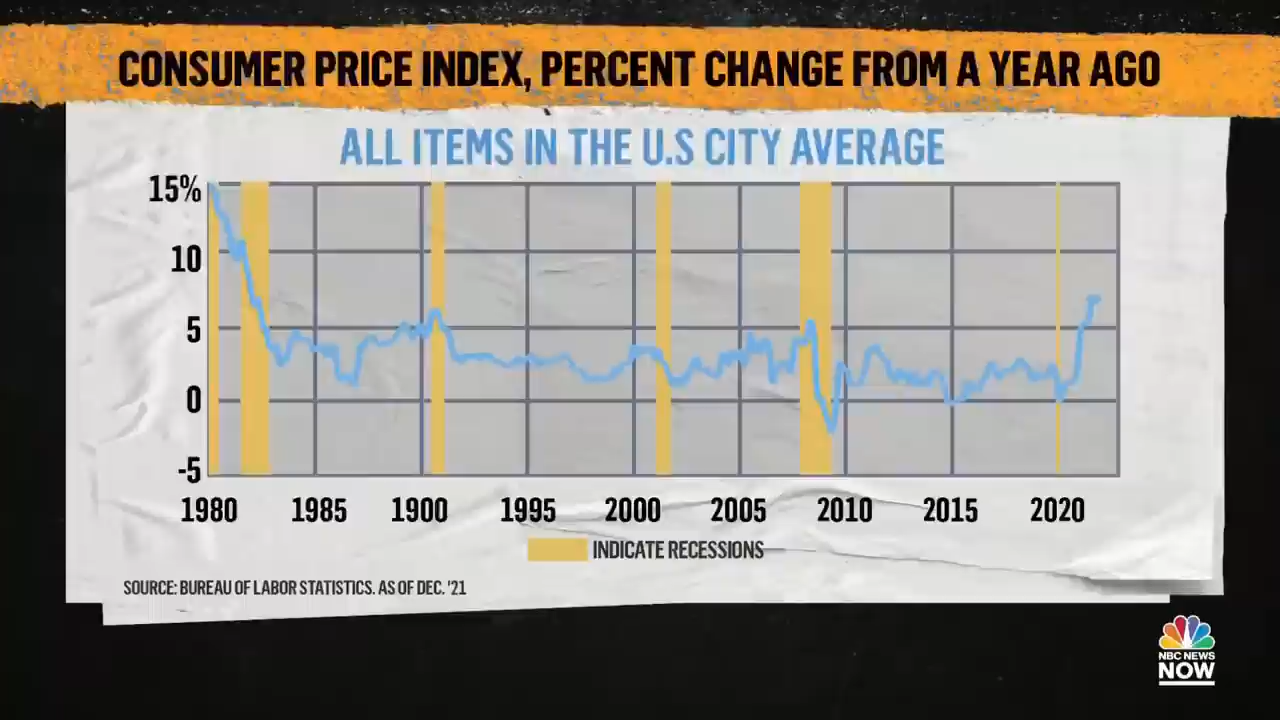 CONSUMER PRICE INDEX, PERCENT CHANGE FROM A YEAR AGO
ALL ITEMS IN THE U.S CITY AVERAGE
15%
10
5
0
-5
1980 1985 1900 1995 2000 2005 2010 2015 2020
INDICATE RECESSIONS
SOURCE: BUREAU OF LABOR STATISTICS. AS OF DEC. '21
NBC NEWS
NOW